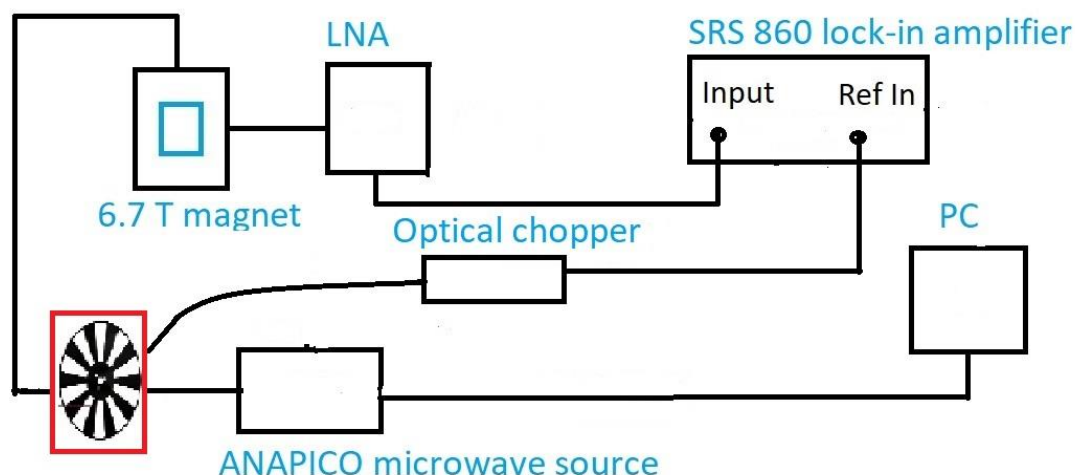 LNA
SRS 860 lock-in amplifier
Input
Ref In
6.7 T magnet
Optical chopper
PC
ANAPICO microwave source